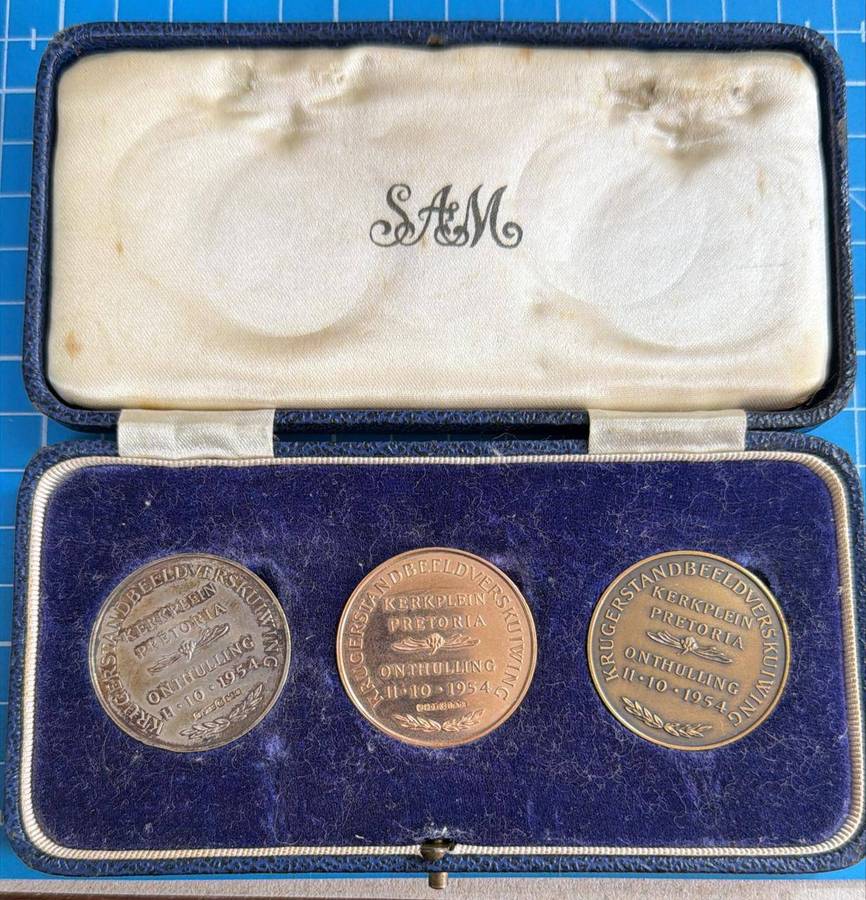 SAM
KRUGERSTANDBEELDVERSKUIWING
KERKPLEIN
PRETORIA
ONTHULLING
11·10·1954
KRUGERSTANDBEELDVERSKUIWING
KERKPLEIN
PRETORIA
ONTHULLING
11·10·1954
KRUGERSTANDBEELDVERSKUIWING
KERKPLEIN
PRETORIA
ONTHULLING
11·10·1954